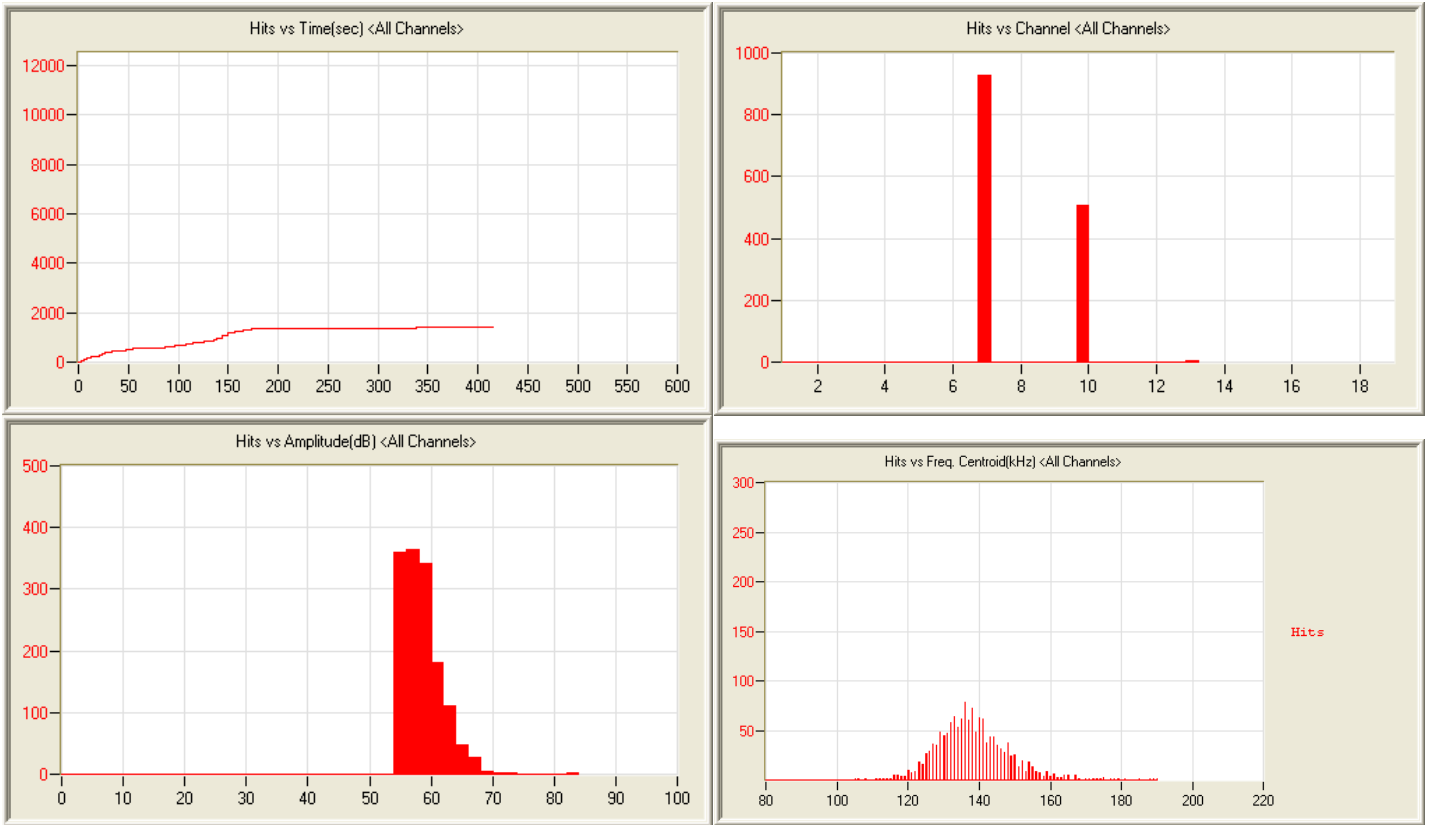 Hits vs Time(sec) <All Channels>
12000
10000
8000
6000
4000
2000
0
0 50 100 150 200 250 300 350 400 450 500 550 600
Hits vs Channel <All Channels>
1000
800
600
400
200
0
2 4 6 8 10 12 14 16 18
Hits vs Amplitude(dB) <All Channels>
500
400
300
200
100
0
0 10 20 30 40 50 60 70 80 90 100
Hits vs Freq. Centroid(kHz) <All Channels>
300
250
200
150
100
50
80 100 120 140 160 180 200 220
Hits